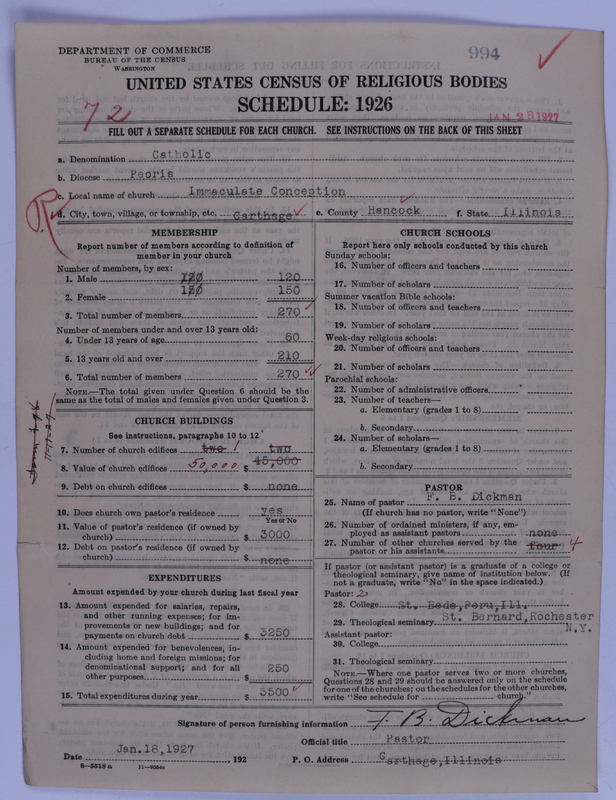 DEPARTMENT OF COMMERCE
BUREAU OF THE CENSUS
WASHINGTON
994
UNITED STATES CENSUS OF RELIGIOUS BODIES
SCHEDULE: 1926
72
JAN 28 1927
FILL OUT A SEPARATE SCHEDULE FOR EACH CHURCH. SEE INSTRUCTIONS ON THE BACK OF THIS SHEET
a. Denomination Catholic
b. Diocese Peoria
c. Local name of church Immaculate Conception
d. City, town, village, or township, etc. Carthage e. County Hancock f. State Illinois
MEMBERSHIP
Report number of members according to definition of
member in your church
Number of members, by sex:
1. Male 120 120
2. Female 150 150
3. Total number of members 270
Number of members under and over 13 years old:
4. Under 13 years of age 60
5. 13 years old and over 210
6. Total number of members 270
NOTE.—The total given under Question 6 should be the
same as the total of males and females given under Question 3.
CHURCH BUILDINGS
See instructions, paragraphs 10 to 12
7. Number of church edifices two 1 two
8. Value of church edifices 50,000 $ 45,000
9. Debt on church edifices $ none
10. Does church own pastor's residence yes
Yes or No
11. Value of pastor's residence (if owned by
church) $ 3000
12. Debt on pastor's residence (if owned by
church) $ none
EXPENDITURES
Amount expended by your church during last fiscal year
13. Amount expended for salaries, repairs,
and other running expenses; for im-
provements or new buildings; and for
payments on church debt $ 3250
14. Amount expended for benevolences, in-
cluding home and foreign missions; for
denominational support; and for all
other purposes $ 250
15. Total expenditures during year $ 3500
CHURCH SCHOOLS
Report here only schools conducted by this church
Sunday schools:
16. Number of officers and teachers
17. Number of scholars
Summer vacation Bible schools:
18. Number of officers and teachers
19. Number of scholars
Week-day religious schools:
20. Number of officers and teachers
21. Number of scholars
Parochial schools:
22. Number of administrative officers
23. Number of teachers—
a. Elementary (grades 1 to 8)
b. Secondary
24. Number of scholars—
a. Elementary (grades 1 to 8)
b. Secondary
PASTOR
25. Name of pastor F. B. Dickman
(If church has no pastor, write "None")
26. Number of ordained ministers, if any, em-
ployed as assistant pastors none
27. Number of other churches served by the
pastor or his assistants four 4
If pastor (or assistant pastor) is a graduate of a college or
theological seminary, give name of institution below. (If
not a graduate, write "No" in the space indicated.)
Pastor: 2
28. College St. Bede, Peru, Ill.
29. Theological seminary St. Bernard, Rochester
N.Y.
Assistant pastor:
30. College
31. Theological seminary
NOTE.—Where one pastor serves two or more churches,
Questions 28 and 29 should be answered only on the schedule
for one of the churches; on the schedules for the other churches,
write "See schedule for church."
Signature of person furnishing information F. B. Dickman
Official title Pastor
Date Jan.18,1927, 192 P. O. Address Carthage,Illinois
8—5518a 11—9054a